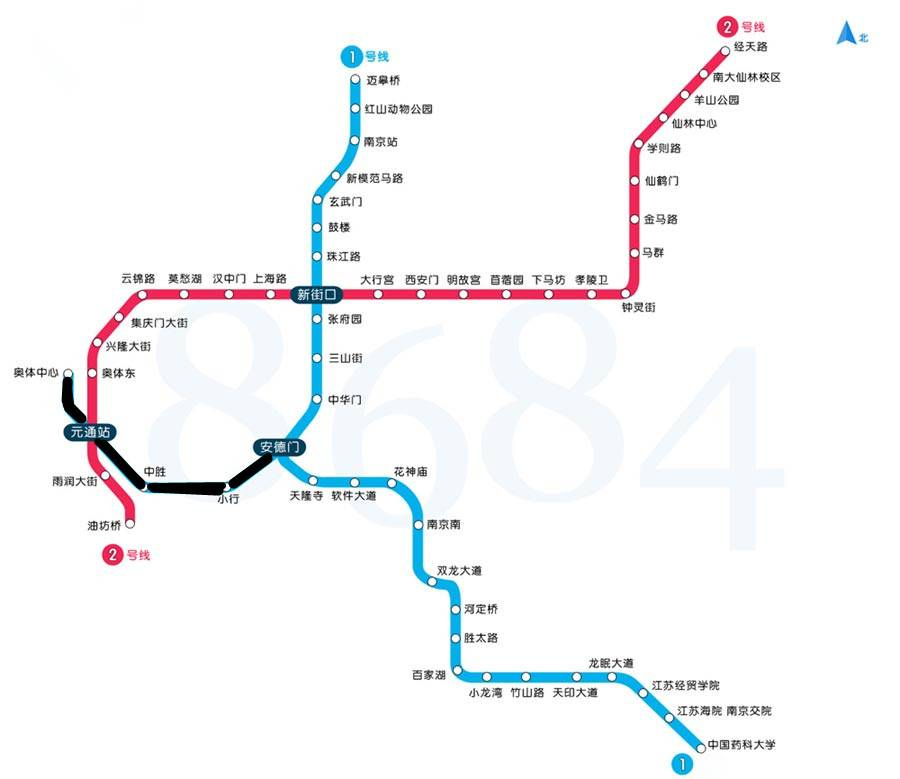 2号线
北
经天路
1号线
南大仙林校区
迈皋桥
羊山公园
红山动物公园
仙林中心
南京站
学则路
新模范马路
仙鹤门
玄武门
金马路
鼓楼
马群
珠江路
云锦路 莫愁湖 汉中门 上海路
大行宫 西安门 明故宫 苜蓿园 下马坊 孝陵卫
新街口
钟灵街
集庆门大街
张府园
兴隆大街
三山街
奥体中心
奥体东
中华门
元通站
安德门
中胜
花神庙
雨润大街
小行
天隆寺 软件大道
油坊桥
南京南
2号线
双龙大道
河定桥
胜太路
百家湖
龙眠大道
小龙湾 竹山路 天印大道
江苏经贸学院
江苏海院 南京交院
中国药科大学
1
8684